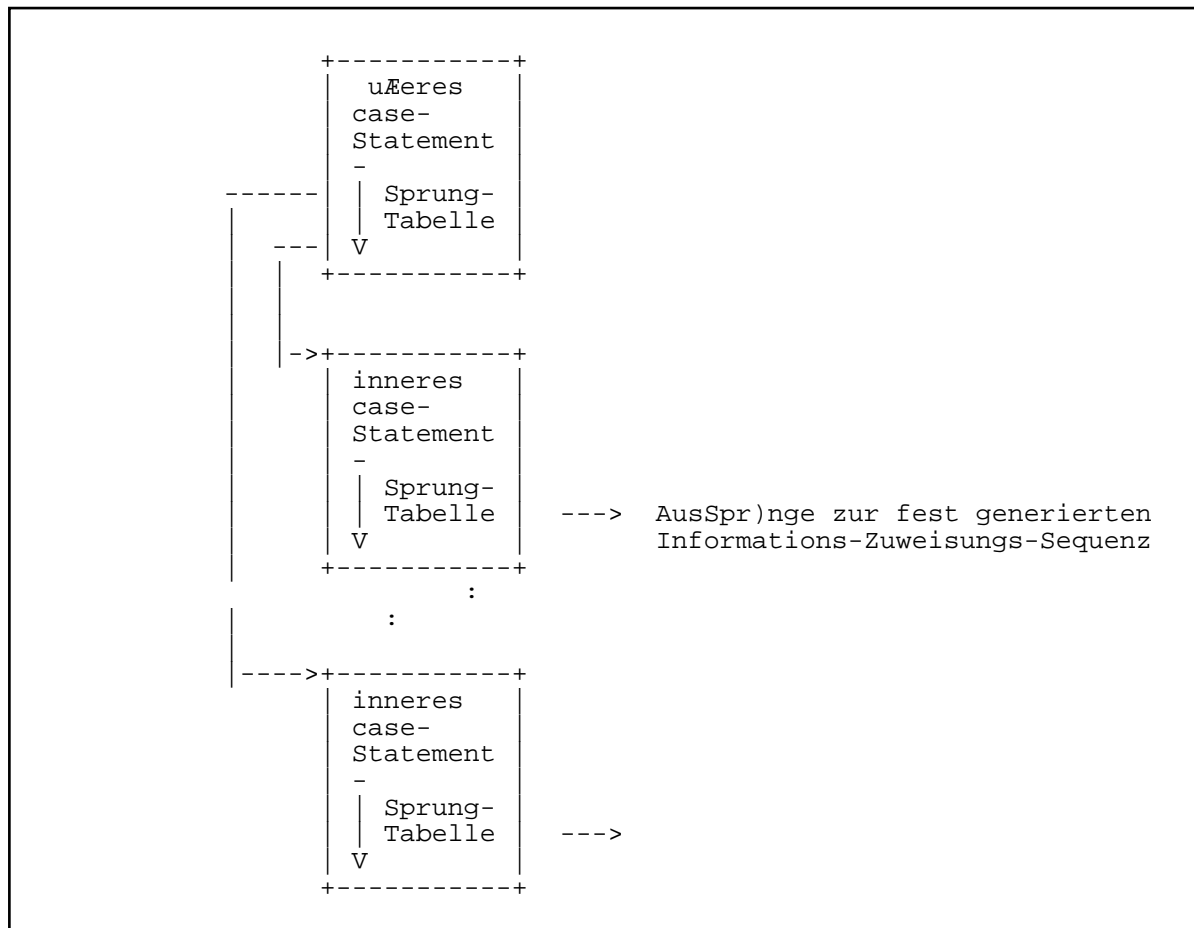 uÆeres
case-
Statement
-
Sprung-
Tabelle
V
inneres
case-
Statement
-
Sprung-
Tabelle ---> AusSpr)nge zur fest generierten
V Informations-Zuweisungs-Sequenz
:
:
inneres
case-
Statement
-
Sprung-
Tabelle --->
V